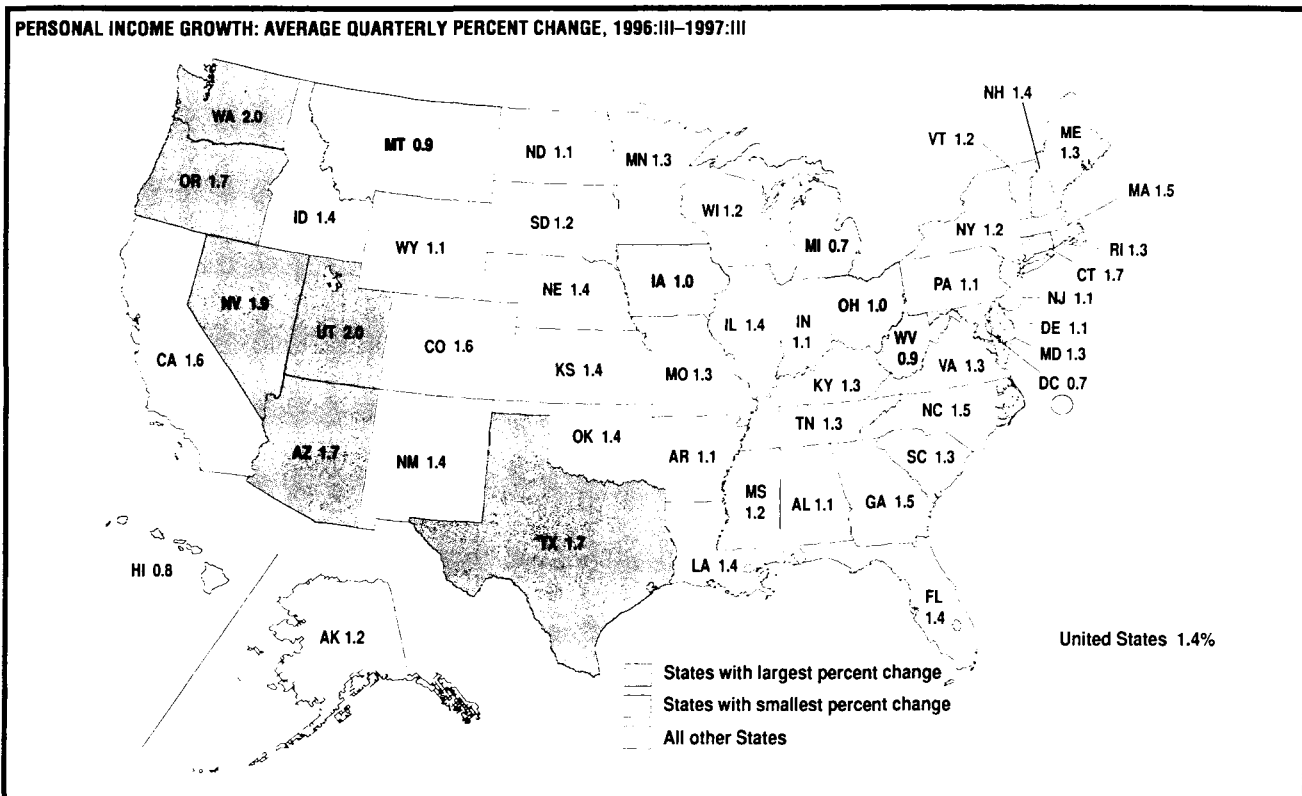 PERSONAL INCOME GROWTH: AVERAGE QUARTERLY PERCENT CHANGE, 1996:III–1997:III
WA 2.0
MT 0.9
ND 1.1
MN 1.3
NH 1.4
VT 1.2
ME
1.3
OR 1.7
ID 1.4
SD 1.2
WI 1.2
MA 1.5
WY 1.1
MI 0.7
NY 1.2
RI 1.3
CT 1.7
NV 1.9
UT 2.0
NE 1.4
IA 1.0
IL 1.4
IN
1.1
OH 1.0
PA 1.1
NJ 1.1
DE 1.1
MD 1.3
DC 0.7
CA 1.6
CO 1.6
KS 1.4
MO 1.3
KY 1.3
WV
0.9
VA 1.3
AZ 1.7
NM 1.4
OK 1.4
AR 1.1
TN 1.3
NC 1.5
SC 1.3
TX 1.7
MS
1.2
AL 1.1
GA 1.5
LA 1.4
FL
1.4
HI 0.8
AK 1.2
United States 1.4%
States with largest percent change
States with smallest percent change
All other States